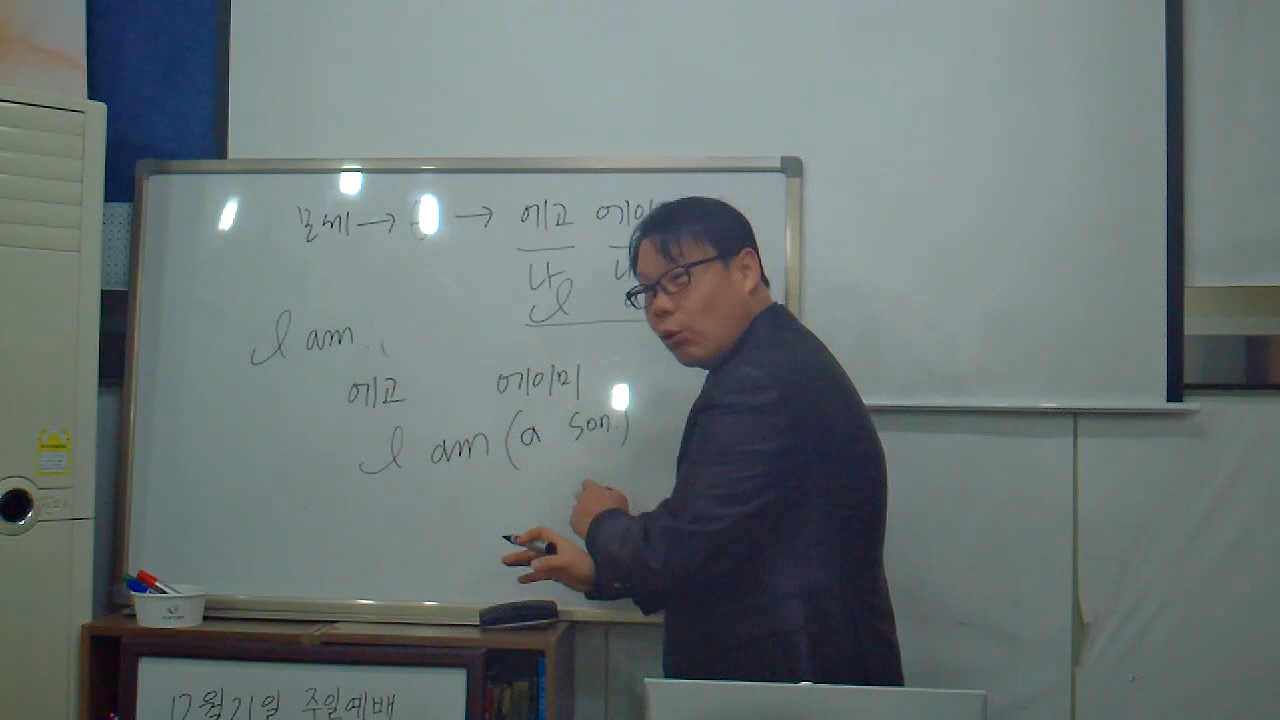 모세 → → 에고 에이
나
I am.
에고 에이미
I am (a son.)
12월 21일 주일예배